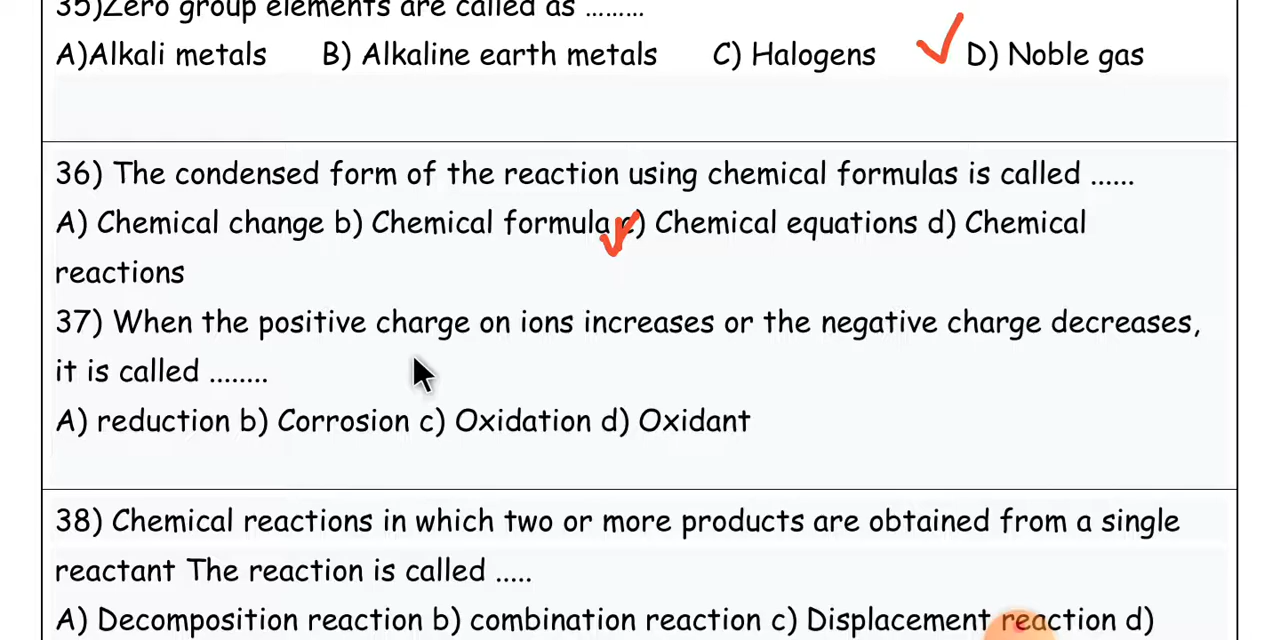 35)Zero group elements are called as .........
A)Alkali metals B) Alkaline earth metals C) Halogens D) Noble gas
36) The condensed form of the reaction using chemical formulas is called ......
A) Chemical change b) Chemical formula c) Chemical equations d) Chemical
reactions
37) When the positive charge on ions increases or the negative charge decreases,
it is called ........
A) reduction b) Corrosion c) Oxidation d) Oxidant
38) Chemical reactions in which two or more products are obtained from a single
reactant The reaction is called .....
A) Decomposition reaction b) combination reaction c) Displacement reaction d)